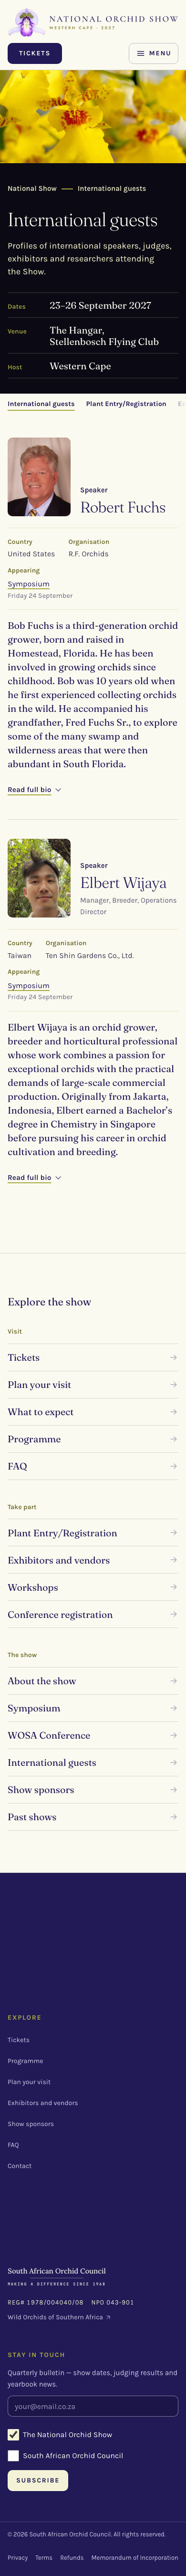 NATIONAL ORCHID SHOW
WESTERN CAPE · 2027
TICKETS
MENU
National Show — International guests
International guests
Profiles of international speakers, judges,
exhibitors and researchers attending
the Show.
Dates 23–26 September 2027
Venue The Hangar,
Stellenbosch Flying Club
Host Western Cape
International guests Plant Entry/Registration
Speaker
Robert Fuchs
Country Organisation
United States R.F. Orchids
Appearing
Symposium
Friday 24 September
Bob Fuchs is a third-generation orchid
grower, born and raised in
Homestead, Florida. He has been
involved in growing orchids since
childhood. Bob was 10 years old when
he first experienced collecting orchids
in the wild. He accompanied his
grandfather, Fred Fuchs Sr., to explore
some of the many swamp and
wilderness areas that were then
abundant in South Florida.
Read full bio
Speaker
Elbert Wijaya
Manager, Breeder, Operations
Director
Country Organisation
Taiwan Ten Shin Gardens Co., Ltd.
Appearing
Symposium
Friday 24 September
Elbert Wijaya is an orchid grower,
breeder and horticultural professional
whose work combines a passion for
exceptional orchids with the practical
demands of large-scale commercial
production. Originally from Jakarta,
Indonesia, Elbert earned a Bachelor's
degree in Chemistry in Singapore
before pursuing his career in orchid
cultivation and breeding.
Read full bio
Explore the show
Visit
Tickets
Plan your visit
What to expect
Programme
FAQ
Take part
Plant Entry/Registration
Exhibitors and vendors
Workshops
Conference registration
The show
About the show
Symposium
WOSA Conference
International guests
Show sponsors
Past shows
EXPLORE
Tickets
Programme
Plan your visit
Exhibitors and vendors
Show sponsors
FAQ
Contact
South African Orchid Council
MAKING A DIFFERENCE SINCE 1968
REG# 1978/004040/08 NPO 043-901
Wild Orchids of Southern Africa ↗
STAY IN TOUCH
Quarterly bulletin — show dates, judging results and
yearbook news.
your@email.co.za
The National Orchid Show
South African Orchid Council
SUBSCRIBE
© 2026 South African Orchid Council. All rights reserved.
Privacy Terms Refunds Memorandum of Incorporation